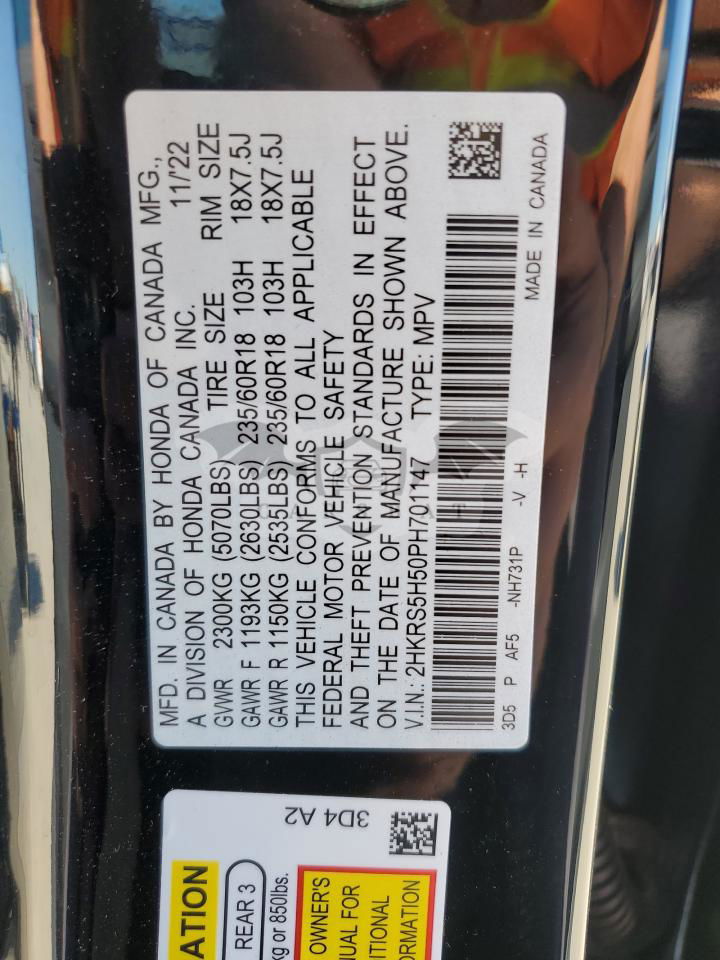 MFD. IN CANADA BY HONDA OF CANADA MFG.,
A DIVISION OF HONDA CANADA INC. 11/'22
GVWR 2300KG (5070LBS) TIRE SIZE RIM SIZE
GAWR F 1193KG (2630LBS) 235/60R18 103H 18X7.5J
GAWR R 1150KG (2535LBS) 235/60R18 103H 18X7.5J
THIS VEHICLE CONFORMS TO ALL APPLICABLE
FEDERAL MOTOR VEHICLE SAFETY
AND THEFT PREVENTION STANDARDS IN EFFECT
ON THE DATE OF MANUFACTURE SHOWN ABOVE.
V.I.N.: 2HKRS5H50PH701147 TYPE: MPV
3D5 P AF5 -NH731P -V -H
MADE IN CANADA
3D4 A2
ATION
REAR 3
kg or 850lbs.
OWNER'S
NUAL FOR
ITIONAL
ORMATION